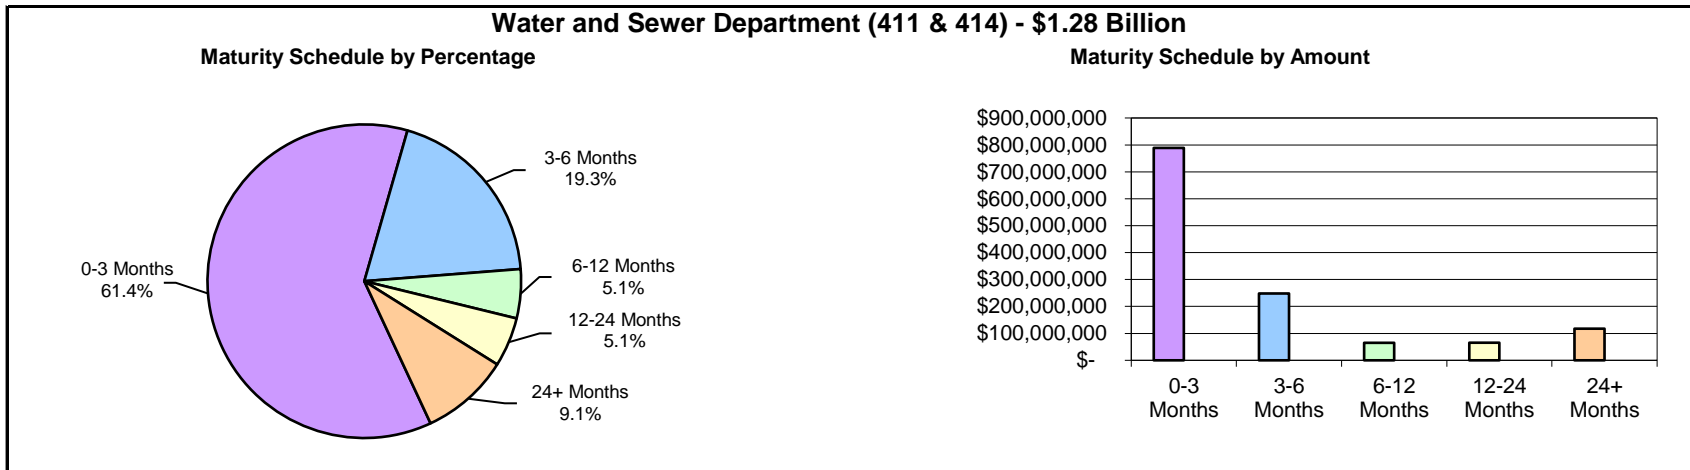 Water and Sewer Department (411 & 414) - $1.28 Billion
Maturity Schedule by Percentage
3-6 Months
19.3%
0-3 Months
61.4%
6-12 Months
5.1%
12-24 Months
5.1%
24+ Months
9.1%
Maturity Schedule by Amount
$900,000,000
$800,000,000
$700,000,000
$600,000,000
$500,000,000
$400,000,000
$300,000,000
$200,000,000
$100,000,000
$-
0-3
Months
3-6
Months
6-12
Months
12-24
Months
24+
Months